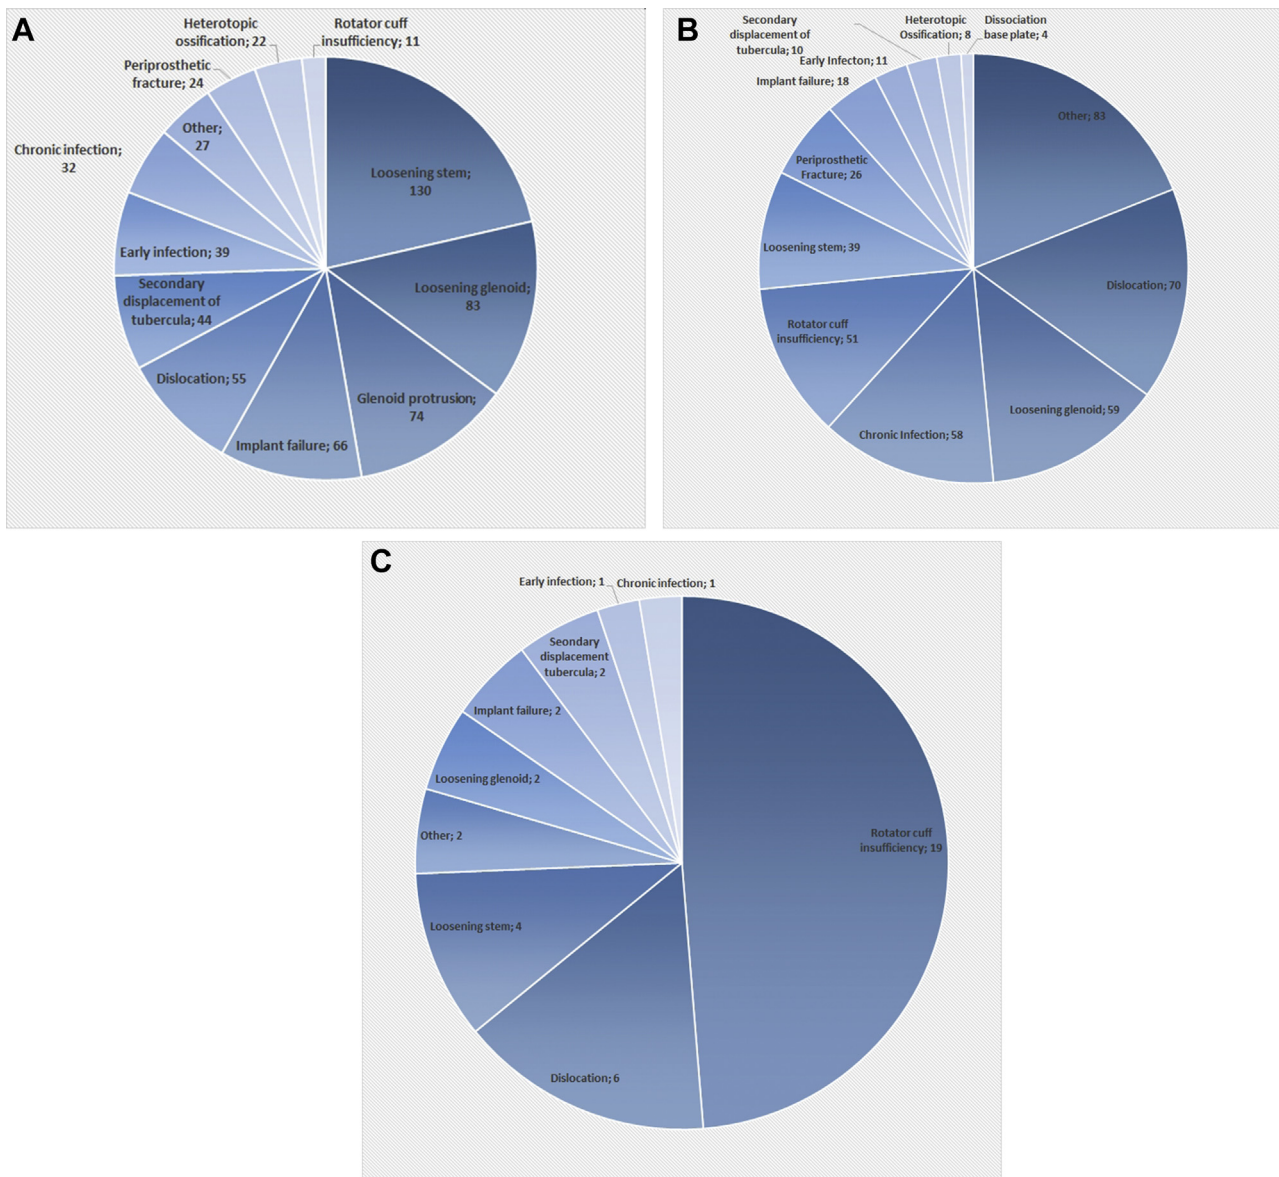 A
Heterotopic
ossification; 22
Rotator cuff
insufficiency; 11
Periprosthetic
fracture; 24
Other;
27
Chronic infection;
32
Loosening stem;
130
Early infection; 39
Loosening glenoid;
83
Secondary
displacement of
tubercula; 44
Dislocation; 55
Glenoid protrusion;
74
Implant failure; 66
B
Secondary
displacement of
tubercula; 10
Heterotopic
Ossification; 8
Dissociation
base plate; 4
Early Infecton; 11
Implant failure; 18
Other; 83
Periprosthetic
Fracture; 26
Loosening stem; 39
Dislocation; 70
Rotator cuff
insufficiency; 51
Loosening glenoid; 59
Chronic Infection; 58
C
Early infection; 1
Chronic infection; 1
Seondary
displacement
tubercula; 2
Implant failure; 2
Loosening glenoid; 2
Other; 2
Rotator cuff
insufficiency; 19
Loosening stem; 4
Dislocation; 6